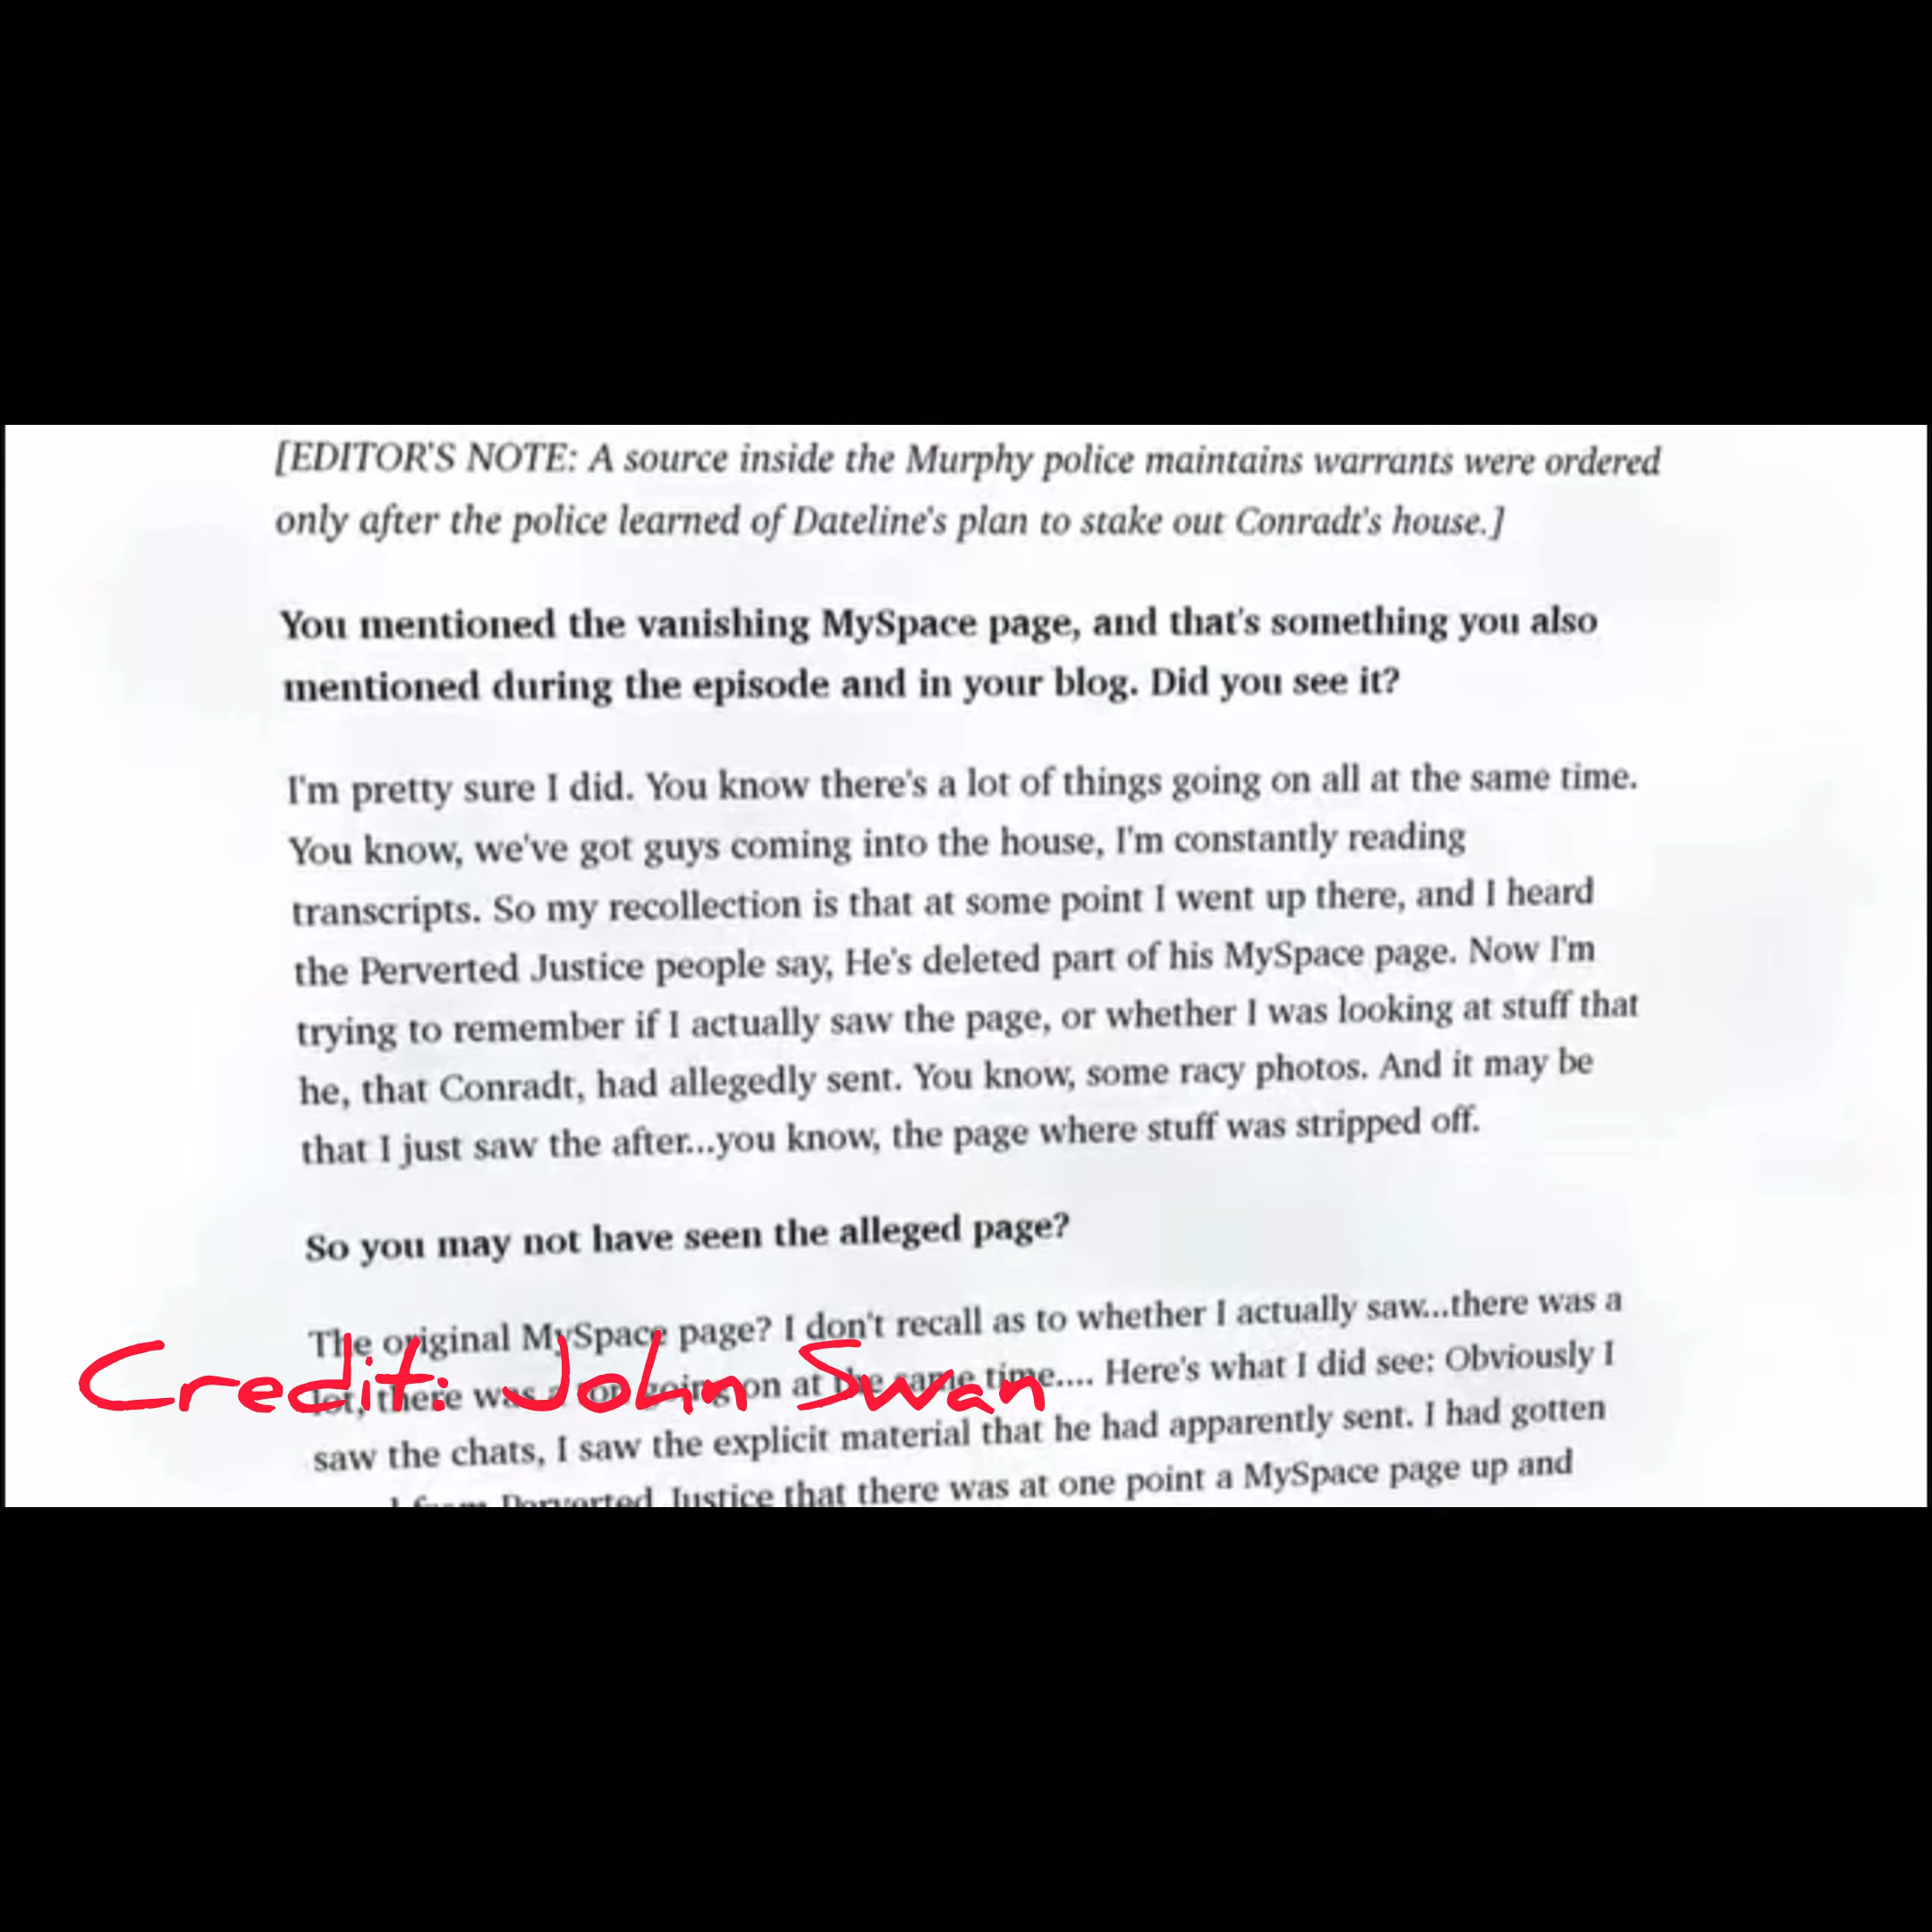 [EDITOR'S NOTE: A source inside the Murphy police maintains warrants were ordered
only after the police learned of Dateline's plan to stake out Conradt's house.]
You mentioned the vanishing MySpace page, and that's something you also
mentioned during the episode and in your blog. Did you see it?
I'm pretty sure I did. You know there's a lot of things going on all at the same time.
You know, we've got guys coming into the house, I'm constantly reading
transcripts. So my recollection is that at some point I went up there, and I heard
the Perverted Justice people say, He's deleted part of his MySpace page. Now I'm
trying to remember if I actually saw the page, or whether I was looking at stuff that
he, that Conradt, had allegedly sent. You know, some racy photos. And it may be
that I just saw the after...you know, the page where stuff was stripped off.
So you may not have seen the alleged page?
The original MySpace page? I don't recall as to whether I actually saw...there was a
lot, there was a going on at the same time.... Here's what I did see: Obviously I
Credit: John Swan
saw the chats, I saw the explicit material that he had apparently sent. I had gotten
from Perverted Justice that there was at one point a MySpace page up and